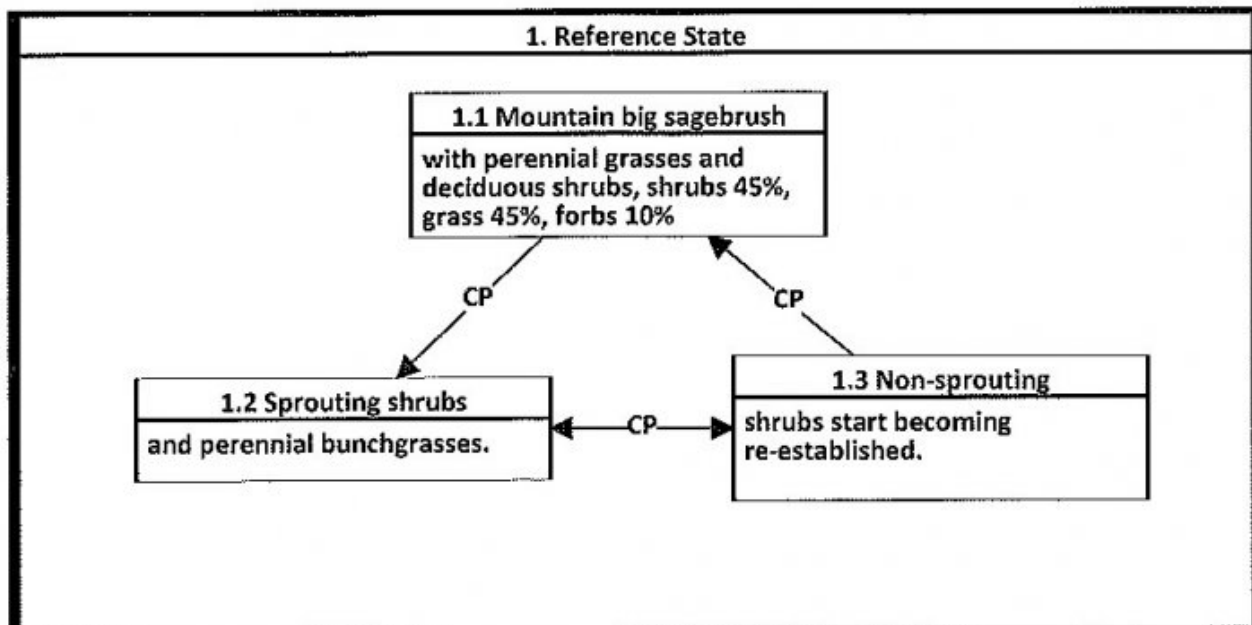 1. Reference State
1.1 Mountain big sagebrush
with perennial grasses and
deciduous shrubs, shrubs 45%,
grass 45%, forbs 10%
CP
CP
1.2 Sprouting shrubs
and perennial bunchgrasses.
CP
1.3 Non-sprouting
shrubs start becoming
re-established.